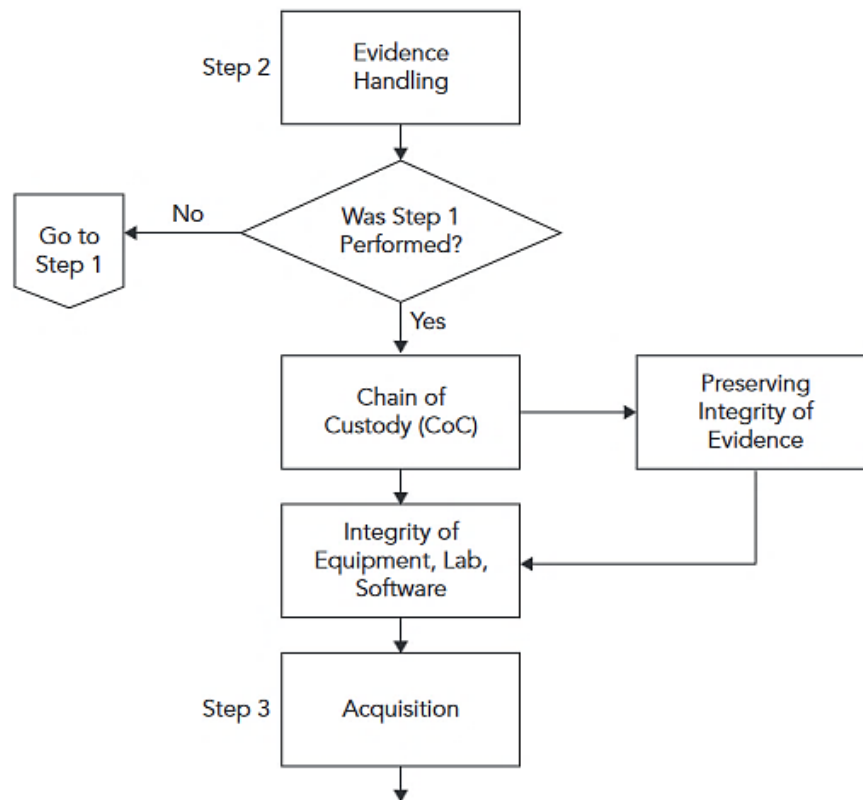 Step 2
Evidence
Handling
Was Step 1
Performed?
No
Go to
Step 1
Yes
Chain of
Custody (CoC)
Preserving
Integrity of
Evidence
Integrity of
Equipment, Lab,
Software
Step 3
Acquisition